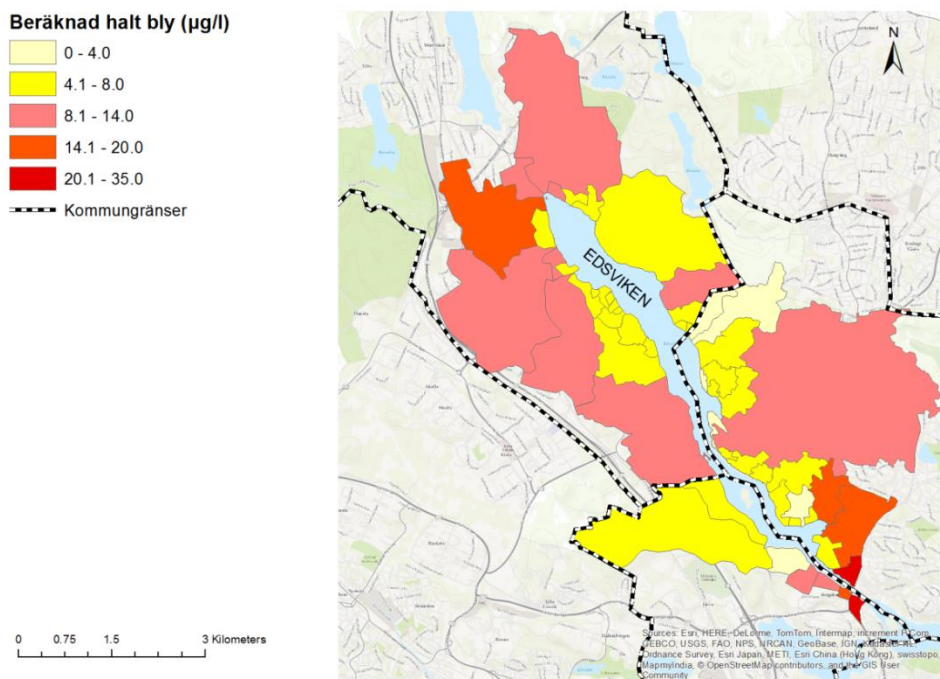 Beräknad halt bly (µg/l)
0 - 4.0
4.1 - 8.0
8.1 - 14.0
14.1 - 20.0
20.1 - 35.0
Kommungränser
N
EDSVIKEN
0 0.75 1.5 3 Kilometers
Sources: Esri, HERE, DeLorme, TomTom, Intermap, increment P Corp.,
GEBCO, USGS, FAO, NPS, NRCAN, GeoBase, IGN, Kadaster NL,
Ordnance Survey, Esri Japan, METI, Esri China (Hong Kong), swisstopo,
MapmyIndia, © OpenStreetMap contributors, and the GIS User
Community